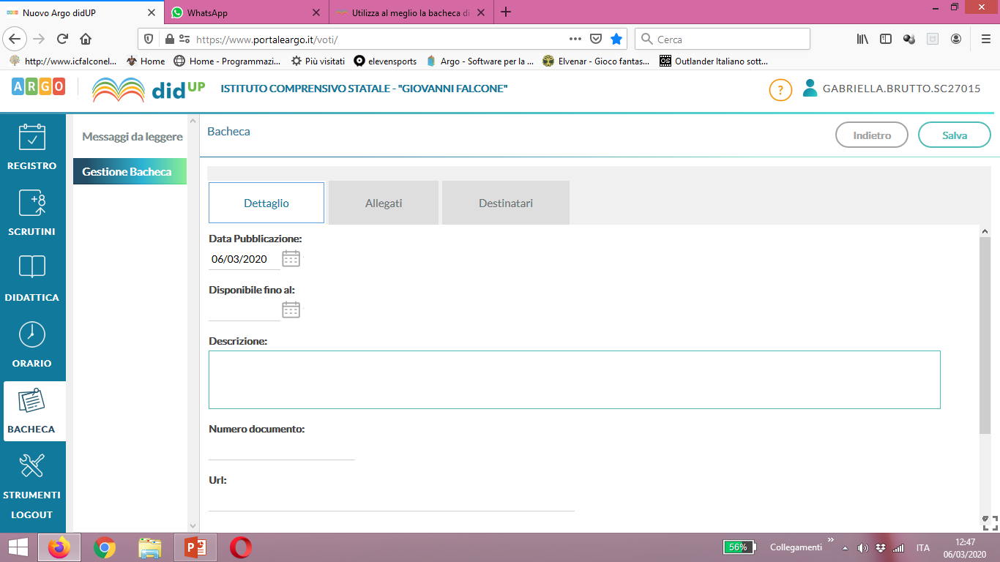 Nuovo Argo didUP
WhatsApp
Utilizza al meglio la bacheca di
https://www.portaleargo.it/voti/
Cerca
http://www.icfalconel...
Home
Home - Programmazi...
Più visitati
elevensports
Argo - Software per la ...
Elvenar - Gioco fantas...
OS
Outlander Italiano sott...
ARGO
didUP
ISTITUTO COMPRENSIVO STATALE - "GIOVANNI FALCONE"
?
GABRIELLA.BRUTTO.SC27015
REGISTRO
+8
SCRUTINI
DIDATTICA
ORARIO
BACHECA
STRUMENTI
LOGOUT
Messaggi da leggere
Gestione Bacheca
Bacheca
Indietro
Salva
Dettaglio
Allegati
Destinatari
Data Pubblicazione:
06/03/2020
Disponibile fino al:
Descrizione:
Numero documento:
Url:
56%
Collegamenti
ITA
12:47
06/03/2020